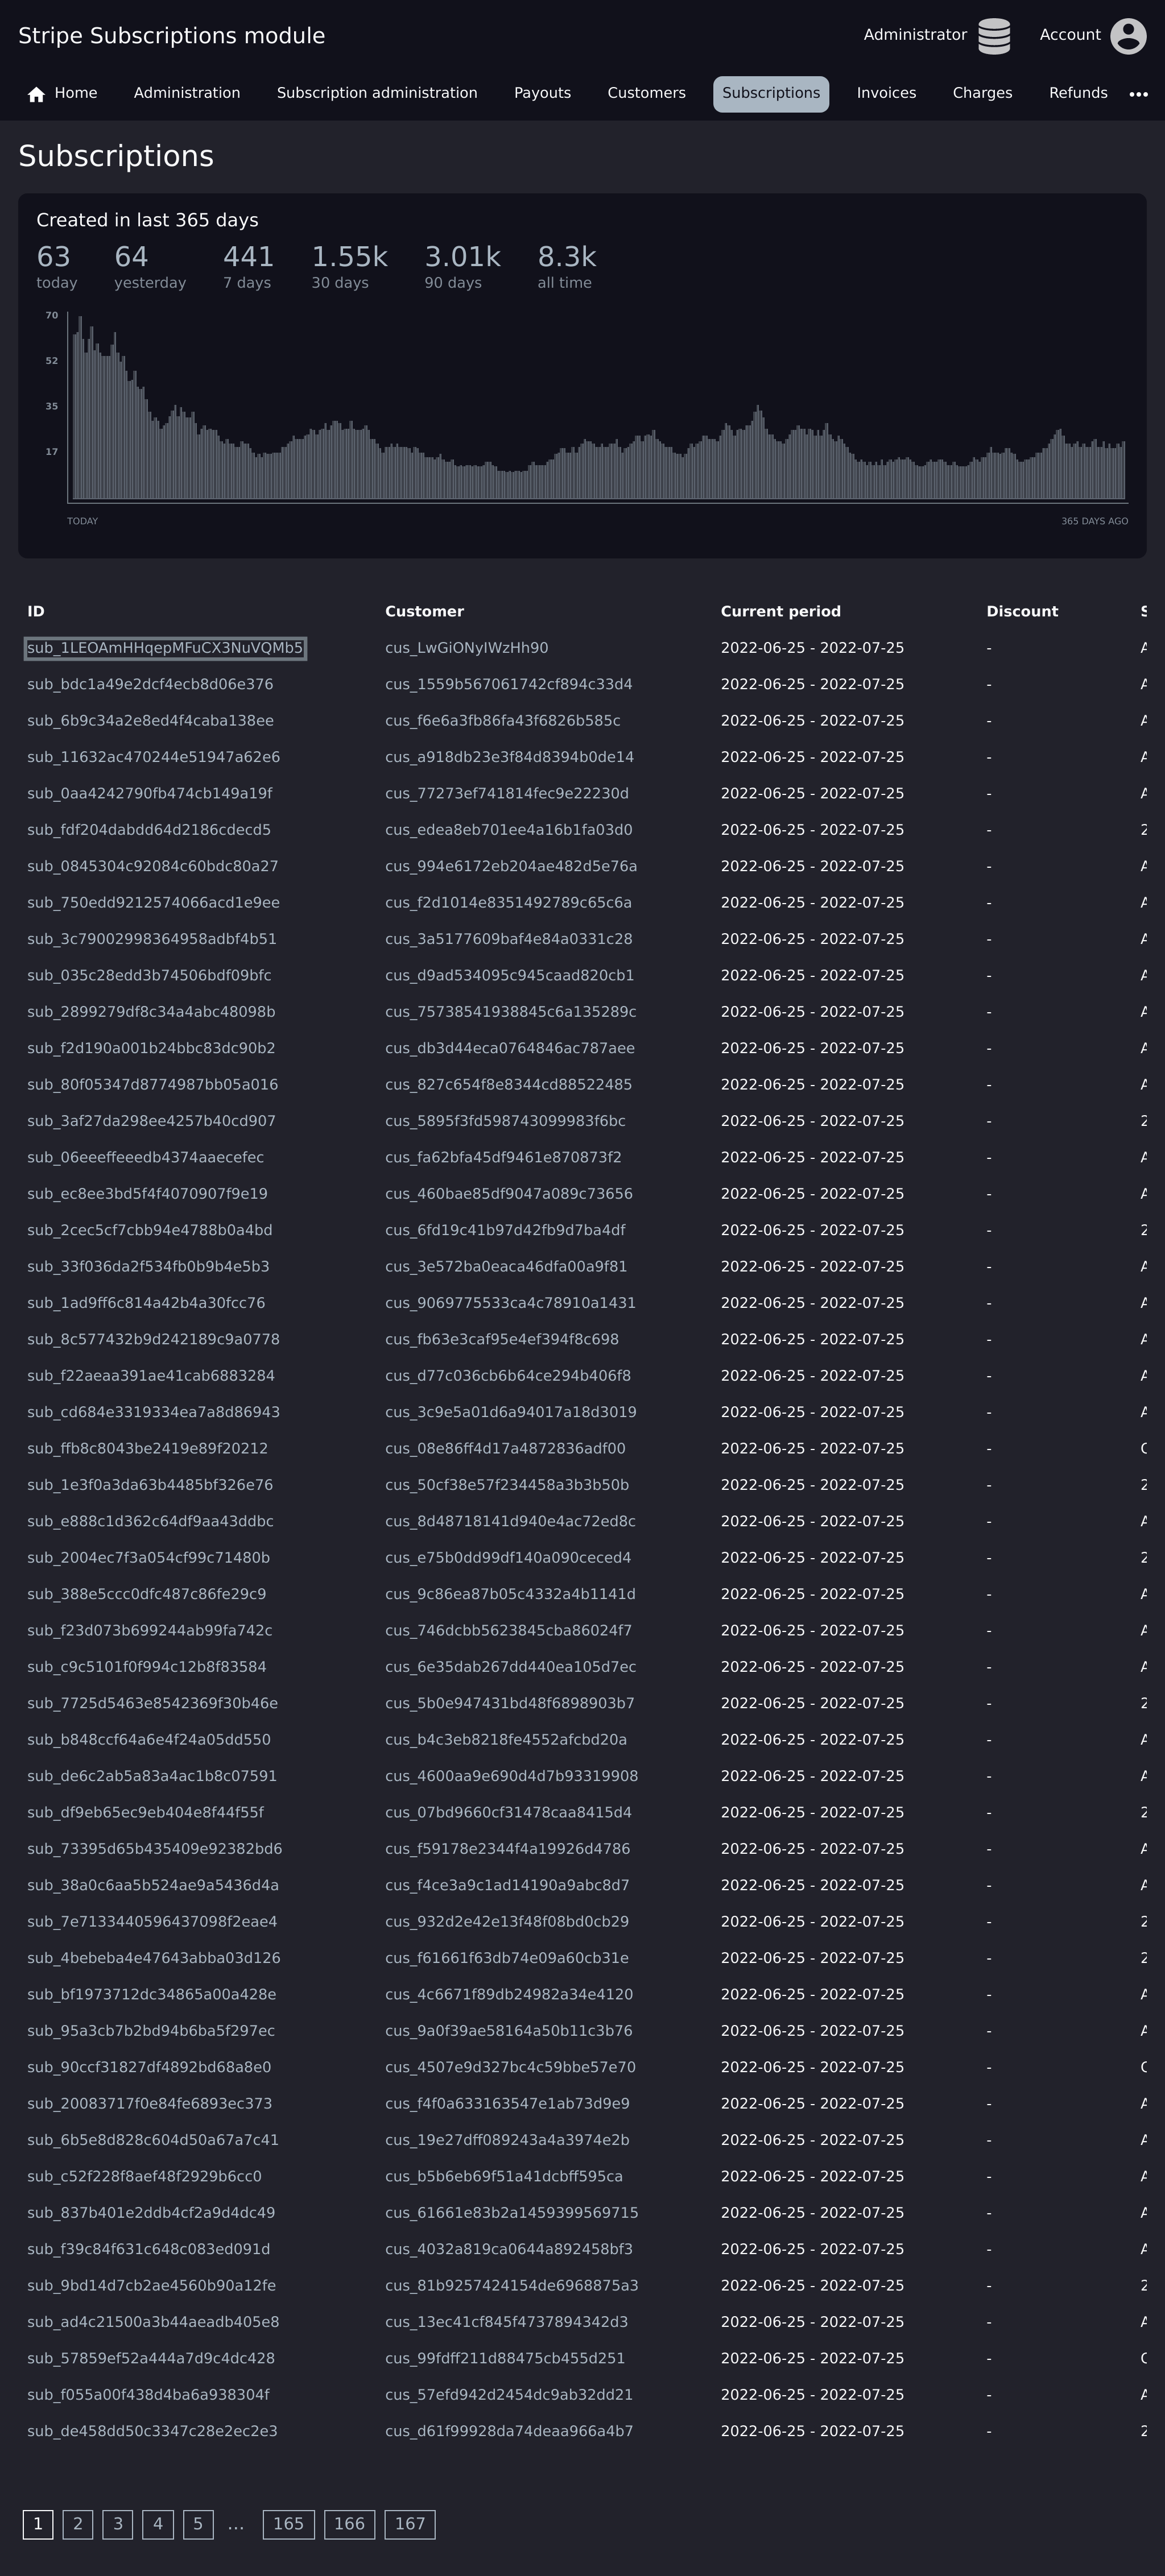 Stripe Subscriptions module
Administrator Account
Home Administration Subscription administration Payouts Customers Subscriptions Invoices Charges Refunds •••
Subscriptions
Created in last 365 days
63 64 441 1.55k 3.01k 8.3k
today yesterday 7 days 30 days 90 days all time
70
52
35
17
TODAY 365 DAYS AGO
ID Customer Current period Discount
sub_1LEOAmHHqepMFuCX3NuVQMb5 cus_LwGiONyIWzHh90 2022-06-25 - 2022-07-25 -
sub_bdc1a49e2dcf4ecb8d06e376 cus_1559b567061742cf894c33d4 2022-06-25 - 2022-07-25 -
sub_6b9c34a2e8ed4f4caba138ee cus_f6e6a3fb86fa43f6826b585c 2022-06-25 - 2022-07-25 -
sub_11632ac470244e51947a62e6 cus_a918db23e3f84d8394b0de14 2022-06-25 - 2022-07-25 -
sub_0aa4242790fb474cb149a19f cus_77273ef741814fec9e22230d 2022-06-25 - 2022-07-25 -
sub_fdf204dabdd64d2186cdecd5 cus_edea8eb701ee4a16b1fa03d0 2022-06-25 - 2022-07-25 -
sub_0845304c92084c60bdc80a27 cus_994e6172eb204ae482d5e76a 2022-06-25 - 2022-07-25 -
sub_750edd9212574066acd1e9ee cus_f2d1014e8351492789c65c6a 2022-06-25 - 2022-07-25 -
sub_3c79002998364958adbf4b51 cus_3a5177609baf4e84a0331c28 2022-06-25 - 2022-07-25 -
sub_035c28edd3b74506bdf09bfc cus_d9ad534095c945caad820cb1 2022-06-25 - 2022-07-25 -
sub_2899279df8c34a4abc48098b cus_75738541938845c6a135289c 2022-06-25 - 2022-07-25 -
sub_f2d190a001b24bbc83dc90b2 cus_db3d44eca0764846ac787aee 2022-06-25 - 2022-07-25 -
sub_80f05347d8774987bb05a016 cus_827c654f8e8344cd88522485 2022-06-25 - 2022-07-25 -
sub_3af27da298ee4257b40cd907 cus_5895f3fd598743099983f6bc 2022-06-25 - 2022-07-25 -
sub_06eeeffeeedb4374aaecefec cus_fa62bfa45df9461e870873f2 2022-06-25 - 2022-07-25 -
sub_ec8ee3bd5f4f4070907f9e19 cus_460bae85df9047a089c73656 2022-06-25 - 2022-07-25 -
sub_2cec5cf7cbb94e4788b0a4bd cus_6fd19c41b97d42fb9d7ba4df 2022-06-25 - 2022-07-25 -
sub_33f036da2f534fb0b9b4e5b3 cus_3e572ba0eaca46dfa00a9f81 2022-06-25 - 2022-07-25 -
sub_1ad9ff6c814a42b4a30fcc76 cus_9069775533ca4c78910a1431 2022-06-25 - 2022-07-25 -
sub_8c577432b9d242189c9a0778 cus_fb63e3caf95e4ef394f8c698 2022-06-25 - 2022-07-25 -
sub_f22aeaa391ae41cab6883284 cus_d77c036cb6b64ce294b406f8 2022-06-25 - 2022-07-25 -
sub_cd684e3319334ea7a8d86943 cus_3c9e5a01d6a94017a18d3019 2022-06-25 - 2022-07-25 -
sub_ffb8c8043be2419e89f20212 cus_08e86ff4d17a4872836adf00 2022-06-25 - 2022-07-25 -
sub_1e3f0a3da63b4485bf326e76 cus_50cf38e57f234458a3b3b50b 2022-06-25 - 2022-07-25 -
sub_e888c1d362c64df9aa43ddbc cus_8d48718141d940e4ac72ed8c 2022-06-25 - 2022-07-25 -
sub_2004ec7f3a054cf99c71480b cus_e75b0dd99df140a090ceced4 2022-06-25 - 2022-07-25 -
sub_388e5ccc0dfc487c86fe29c9 cus_9c86ea87b05c4332a4b1141d 2022-06-25 - 2022-07-25 -
sub_f23d073b699244ab99fa742c cus_746dcbb5623845cba86024f7 2022-06-25 - 2022-07-25 -
sub_c9c5101f0f994c12b8f83584 cus_6e35dab267dd440ea105d7ec 2022-06-25 - 2022-07-25 -
sub_7725d5463e8542369f30b46e cus_5b0e947431bd48f6898903b7 2022-06-25 - 2022-07-25 -
sub_b848ccf64a6e4f24a05dd550 cus_b4c3eb8218fe4552afcbd20a 2022-06-25 - 2022-07-25 -
sub_de6c2ab5a83a4ac1b8c07591 cus_4600aa9e690d4d7b93319908 2022-06-25 - 2022-07-25 -
sub_df9eb65ec9eb404e8f44f55f cus_07bd9660cf31478caa8415d4 2022-06-25 - 2022-07-25 -
sub_73395d65b435409e92382bd6 cus_f59178e2344f4a19926d4786 2022-06-25 - 2022-07-25 -
sub_38a0c6aa5b524ae9a5436d4a cus_f4ce3a9c1ad14190a9abc8d7 2022-06-25 - 2022-07-25 -
sub_7e7133440596437098f2eae4 cus_932d2e42e13f48f08bd0cb29 2022-06-25 - 2022-07-25 -
sub_4bebeba4e47643abba03d126 cus_f61661f63db74e09a60cb31e 2022-06-25 - 2022-07-25 -
sub_bf1973712dc34865a00a428e cus_4c6671f89db24982a34e4120 2022-06-25 - 2022-07-25 -
sub_95a3cb7b2bd94b6ba5f297ec cus_9a0f39ae58164a50b11c3b76 2022-06-25 - 2022-07-25 -
sub_90ccf31827df4892bd68a8e0 cus_4507e9d327bc4c59bbe57e70 2022-06-25 - 2022-07-25 -
sub_20083717f0e84fe6893ec373 cus_f4f0a633163547e1ab73d9e9 2022-06-25 - 2022-07-25 -
sub_6b5e8d828c604d50a67a7c41 cus_19e27dff089243a4a3974e2b 2022-06-25 - 2022-07-25 -
sub_c52f228f8aef48f2929b6cc0 cus_b5b6eb69f51a41dcbff595ca 2022-06-25 - 2022-07-25 -
sub_837b401e2ddb4cf2a9d4dc49 cus_61661e83b2a1459399569715 2022-06-25 - 2022-07-25 -
sub_f39c84f631c648c083ed091d cus_4032a819ca0644a892458bf3 2022-06-25 - 2022-07-25 -
sub_9bd14d7cb2ae4560b90a12fe cus_81b9257424154de6968875a3 2022-06-25 - 2022-07-25 -
sub_ad4c21500a3b44aeadb405e8 cus_13ec41cf845f4737894342d3 2022-06-25 - 2022-07-25 -
sub_57859ef52a444a7d9c4dc428 cus_99fdff211d88475cb455d251 2022-06-25 - 2022-07-25 -
sub_f055a00f438d4ba6a938304f cus_57efd942d2454dc9ab32dd21 2022-06-25 - 2022-07-25 -
sub_de458dd50c3347c28e2ec2e3 cus_d61f99928da74deaa966a4b7 2022-06-25 - 2022-07-25 -
1 2 3 4 5 ... 165 166 167